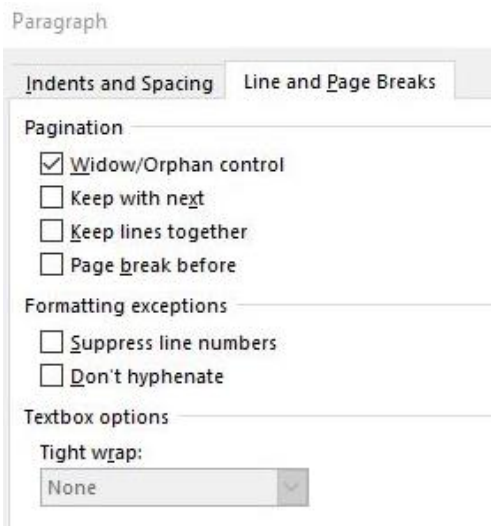 Paragraph
Indents and Spacing Line and Page Breaks
Pagination
Widow/Orphan control
Keep with next
Keep lines together
Page break before
Formatting exceptions
Suppress line numbers
Don't hyphenate
Textbox options
Tight wrap:
None